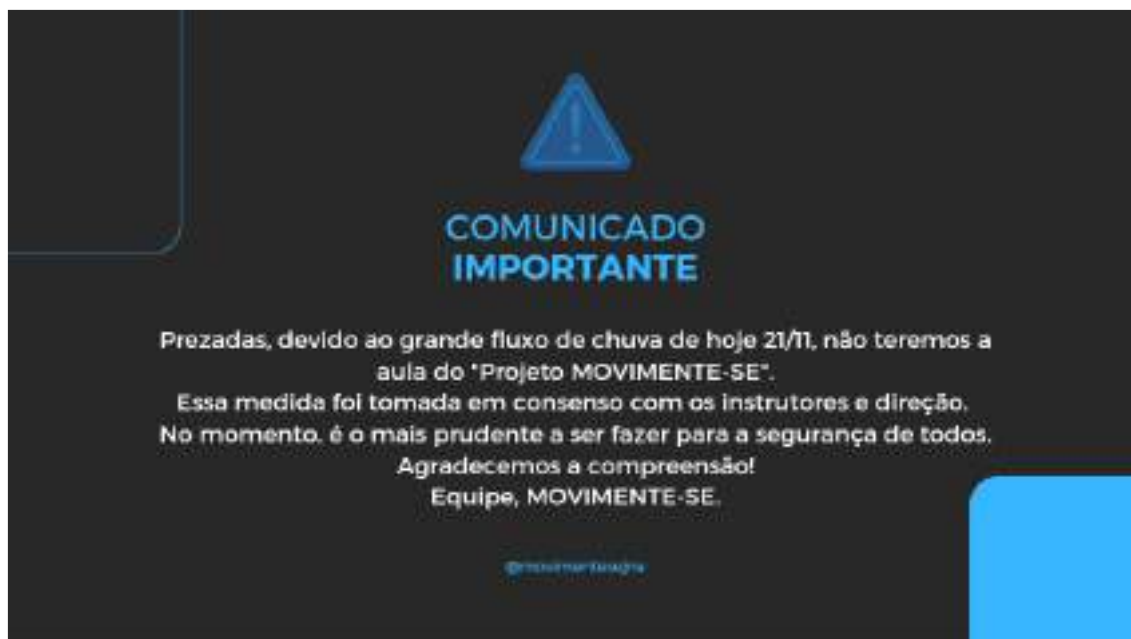 COMUNICADO
IMPORTANTE
Prezadas, devido ao grande fluxo de chuva de hoje 21/11, não teremos a
aula do "Projeto MOVIMENTE-SE".
Essa medida foi tomada em consenso com os instrutores e direção.
No momento, é o mais prudente a ser fazer para a segurança de todos.
Agradecemos a compreensão!
Equipe, MOVIMENTE-SE.